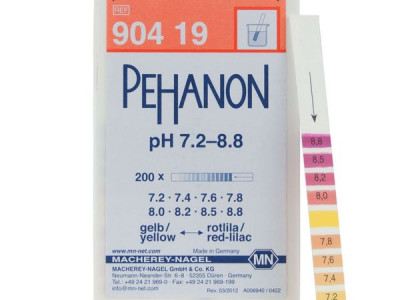 REF
904 19
PEHANON
pH 7.2–8.8
200 x
7.2 · 7.4 · 7.6 · 7.8
8.0 · 8.2 · 8.5 · 8.8
gelb/ rotlila/
yellow red-lilac
www.mn-net.com Made in Germany
MACHEREY-NAGEL MN
MACHEREY-NAGEL GmbH & Co. KG
Neumann-Neander-Str. 6–8 · 52355 Düren · Germany
Tel.: +49 24 21 969-0
Fax: +49 24 21 969-199
info@mn-net.com Rev. 03/2012
8,8
8,5
8,2
8,0
7,8
7,6
7,4
7,2